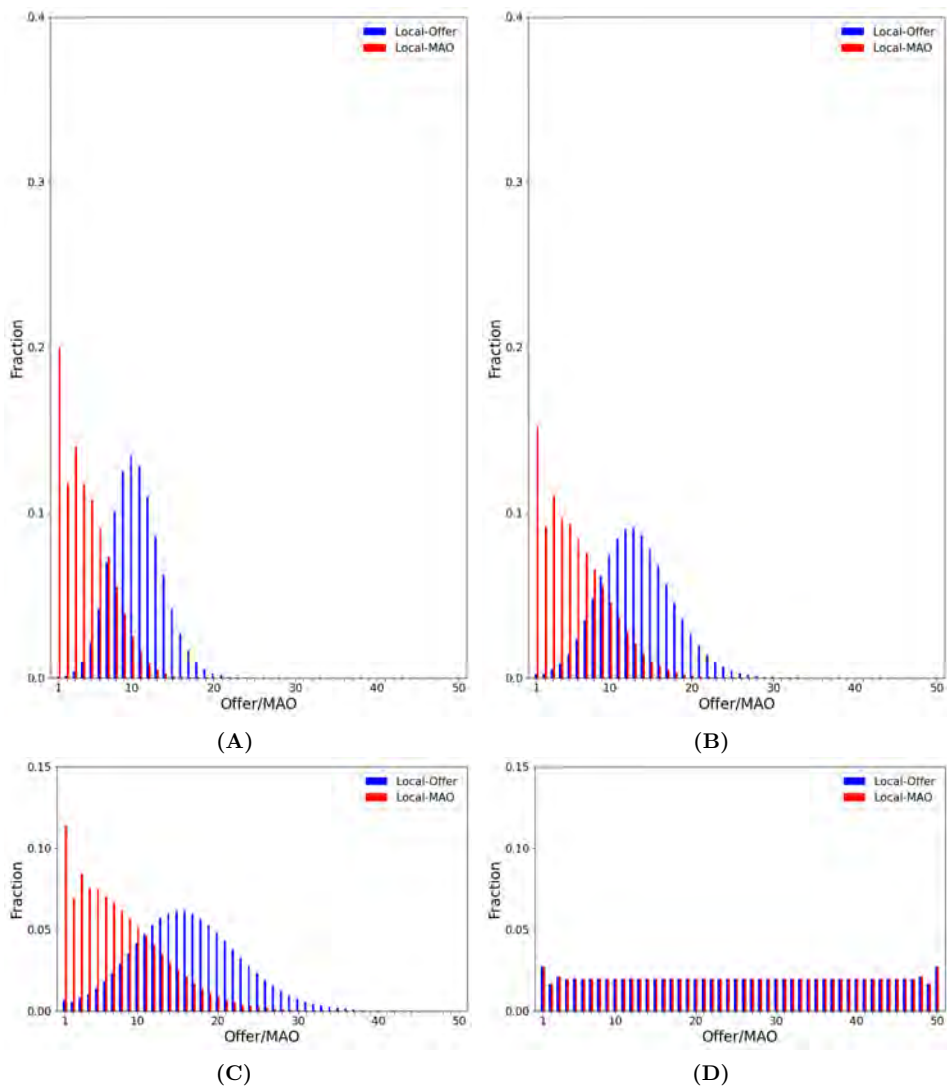 0.4
0.3
0.2
0.1
0.0
Fraction
Local-Offer
Local-MAO
1 10 20 30 40 50
Offer/MAO
(A)
0.4
0.3
0.2
0.1
0.0
Fraction
Local-Offer
Local-MAO
1 10 20 30 40 50
Offer/MAO
(B)
0.15
0.10
0.05
0.00
Fraction
Local-Offer
Local-MAO
1 10 20 30 40 50
Offer/MAO
(C)
0.15
0.10
0.05
0.00
Fraction
Local-Offer
Local-MAO
1 10 20 30 40 50
Offer/MAO
(D)